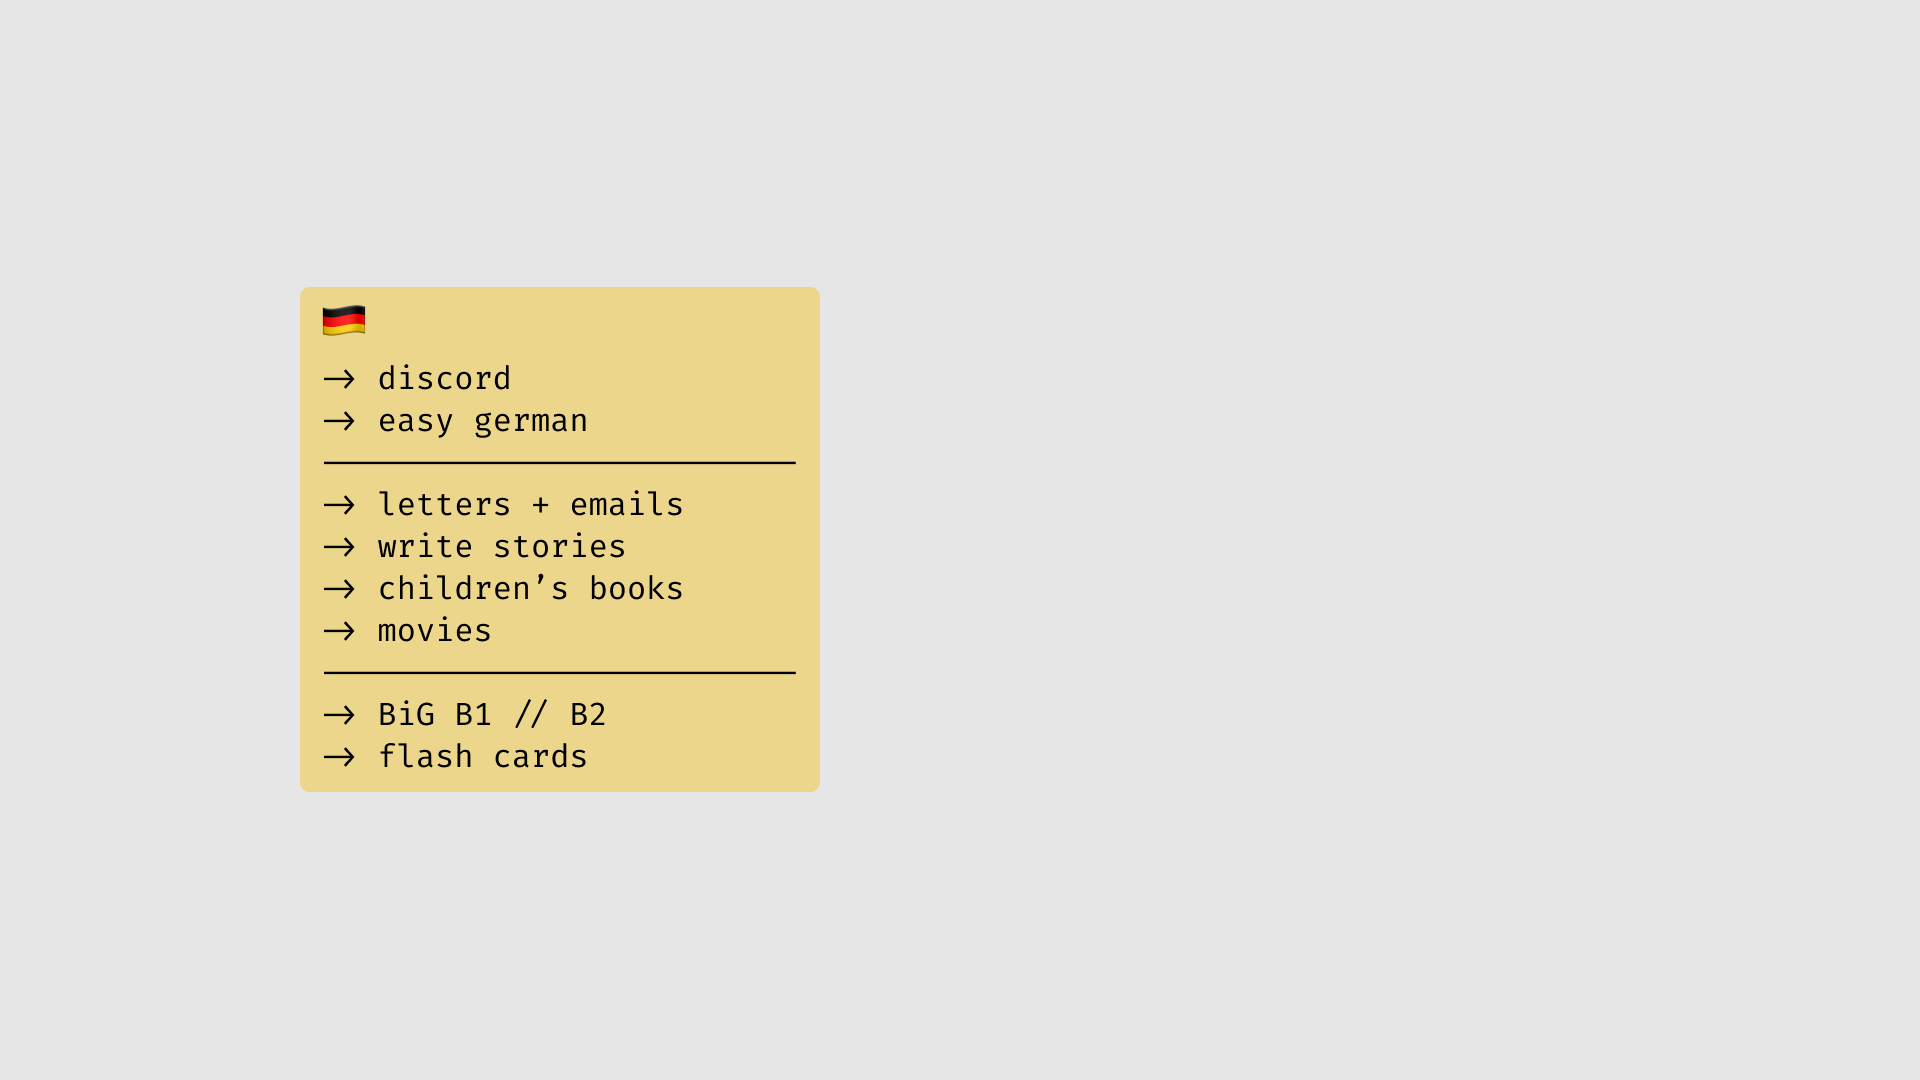 🇩🇪
→ discord
→ easy german
→ letters + emails
→ write stories
→ children’s books
→ movies
→ BiG B1 // B2
→ flash cards